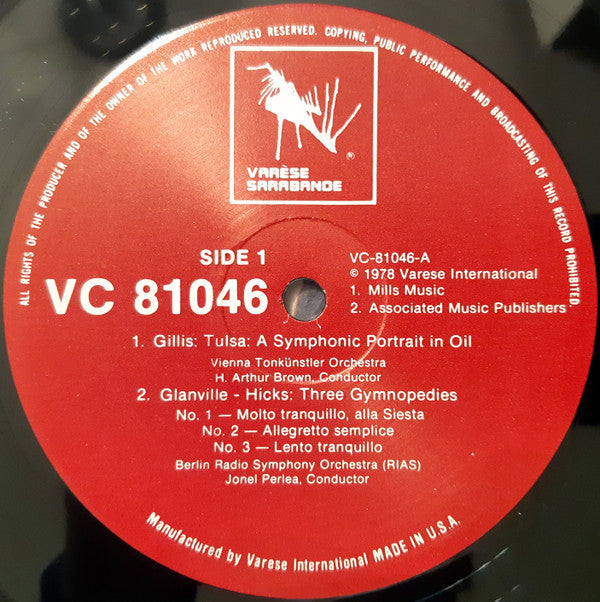 ALL RIGHTS OF THE PRODUCER AND OF THE OWNER OF THE WORK REPRODUCED RESERVED. COPYING, PUBLIC PERFORMANCE AND BROADCASTING OF THIS RECORD PROHIBITED
VARÈSE
SARABANDE
®
SIDE 1
VC 81046
VC-81046-A
© 1978 Varese International
1. Mills Music
2. Associated Music Publishers
1. Gillis: Tulsa: A Symphonic Portrait in Oil
Vienna Tonkünstler Orchestra
H. Arthur Brown, Conductor
2. Glanville - Hicks: Three Gymnopedies
No. 1 — Molto tranquillo, alla Siesta
No. 2 — Allegretto semplice
No. 3 — Lento tranquillo
Berlin Radio Symphony Orchestra (RIAS)
Jonel Perlea, Conductor
Manufactured by Varese International MADE IN U.S.A.